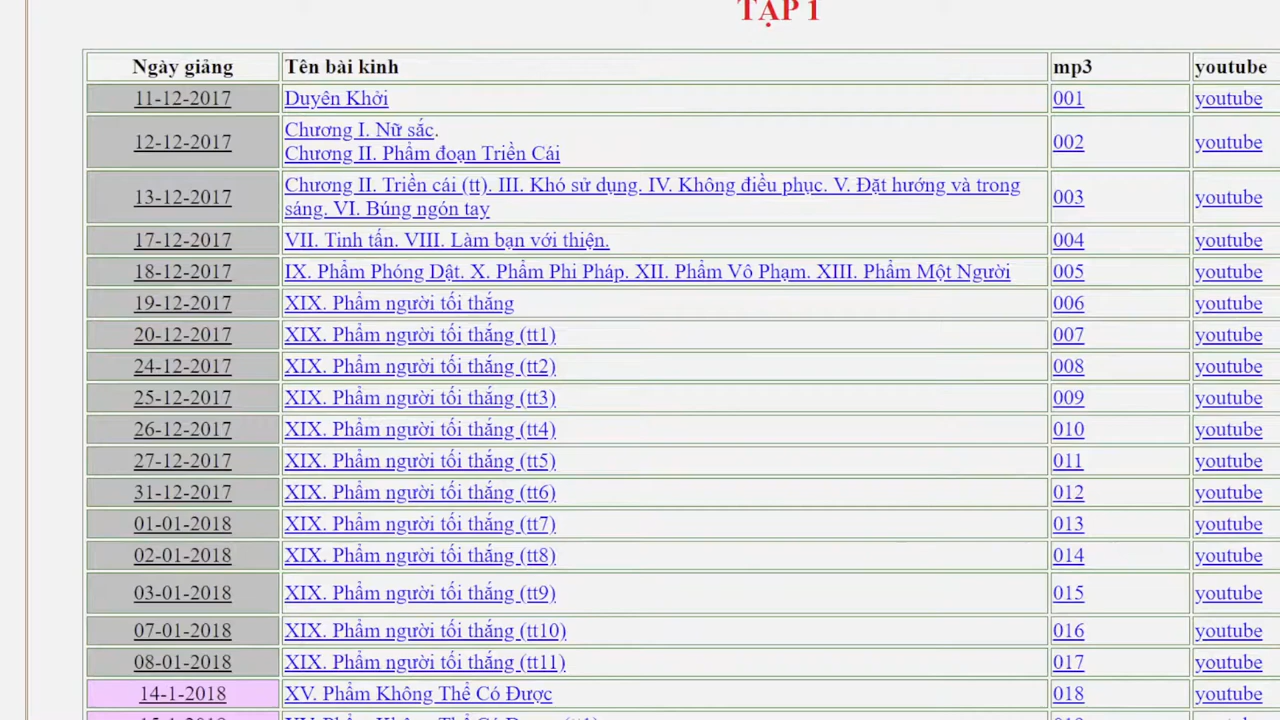 TẬP 1
Ngày giảng Tên bài kinh mp3 youtube
11-12-2017 Duyên Khởi 001 youtube
12-12-2017 Chương I. Nữ sắc. 002 youtube
Chương II. Phẩm đoạn Triền Cái
13-12-2017 Chương II. Triền cái (tt). III. Khó sử dụng. IV. Không điều phục. V. Đặt hướng và trong 003 youtube
sáng. VI. Búng ngón tay
17-12-2017 VII. Tinh tấn. VIII. Làm bạn với thiện. 004 youtube
18-12-2017 IX. Phẩm Phóng Dật. X. Phẩm Phi Pháp. XII. Phẩm Vô Phạm. XIII. Phẩm Một Người 005 youtube
19-12-2017 XIX. Phẩm người tối thắng 006 youtube
20-12-2017 XIX. Phẩm người tối thắng (tt1) 007 youtube
24-12-2017 XIX. Phẩm người tối thắng (tt2) 008 youtube
25-12-2017 XIX. Phẩm người tối thắng (tt3) 009 youtube
26-12-2017 XIX. Phẩm người tối thắng (tt4) 010 youtube
27-12-2017 XIX. Phẩm người tối thắng (tt5) 011 youtube
31-12-2017 XIX. Phẩm người tối thắng (tt6) 012 youtube
01-01-2018 XIX. Phẩm người tối thắng (tt7) 013 youtube
02-01-2018 XIX. Phẩm người tối thắng (tt8) 014 youtube
03-01-2018 XIX. Phẩm người tối thắng (tt9) 015 youtube
07-01-2018 XIX. Phẩm người tối thắng (tt10) 016 youtube
08-01-2018 XIX. Phẩm người tối thắng (tt11) 017 youtube
14-1-2018 XV. Phẩm Không Thể Có Được 018 youtube